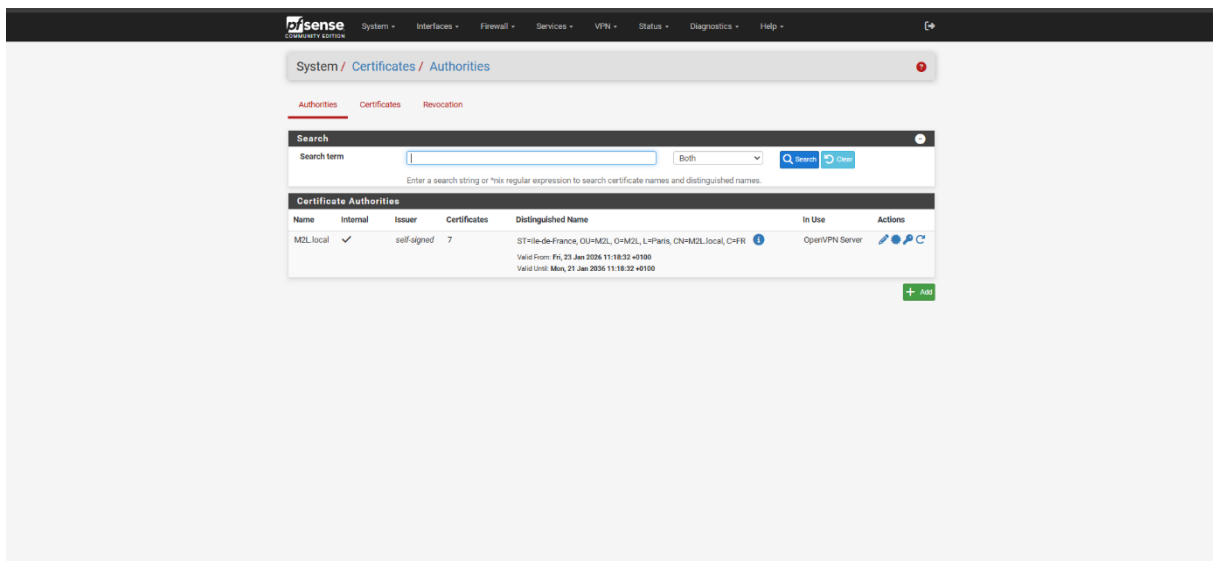 pfsense System Interfaces Firewall Services VPN Status Diagnostics Help
COMMUNITY EDITION
System / Certificates / Authorities
Authorities Certificates Revocation
Search
Search term Both Search Clear
Enter a search string or *nix regular expression to search certificate names and distinguished names.
Certificate Authorities
Name Internal Issuer Certificates Distinguished Name In Use Actions
M2L.local self-signed 7 ST=Ile-de-France, OU=M2L, O=M2L, L=Paris, CN=M2L.local, C=FR OpenVPN Server
Valid From: Fri, 23 Jan 2026 11:18:32 +0100
Valid Until: Mon, 21 Jan 2036 11:18:32 +0100
Add